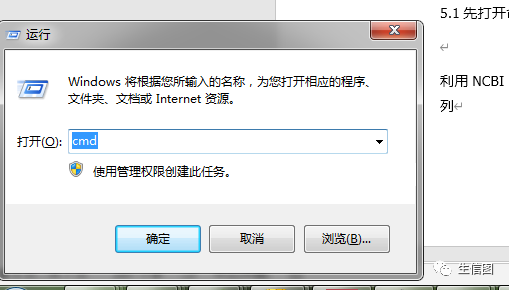 5.1 先打开
运行
Windows 将根据您所输入的名称，为您打开相应的程序、
文件夹、文档或 Internet 资源。
利用 NCBI
列
打开(O):
cmd
使用管理权限创建此任务。
确定
取消
浏览(B)...
生信图